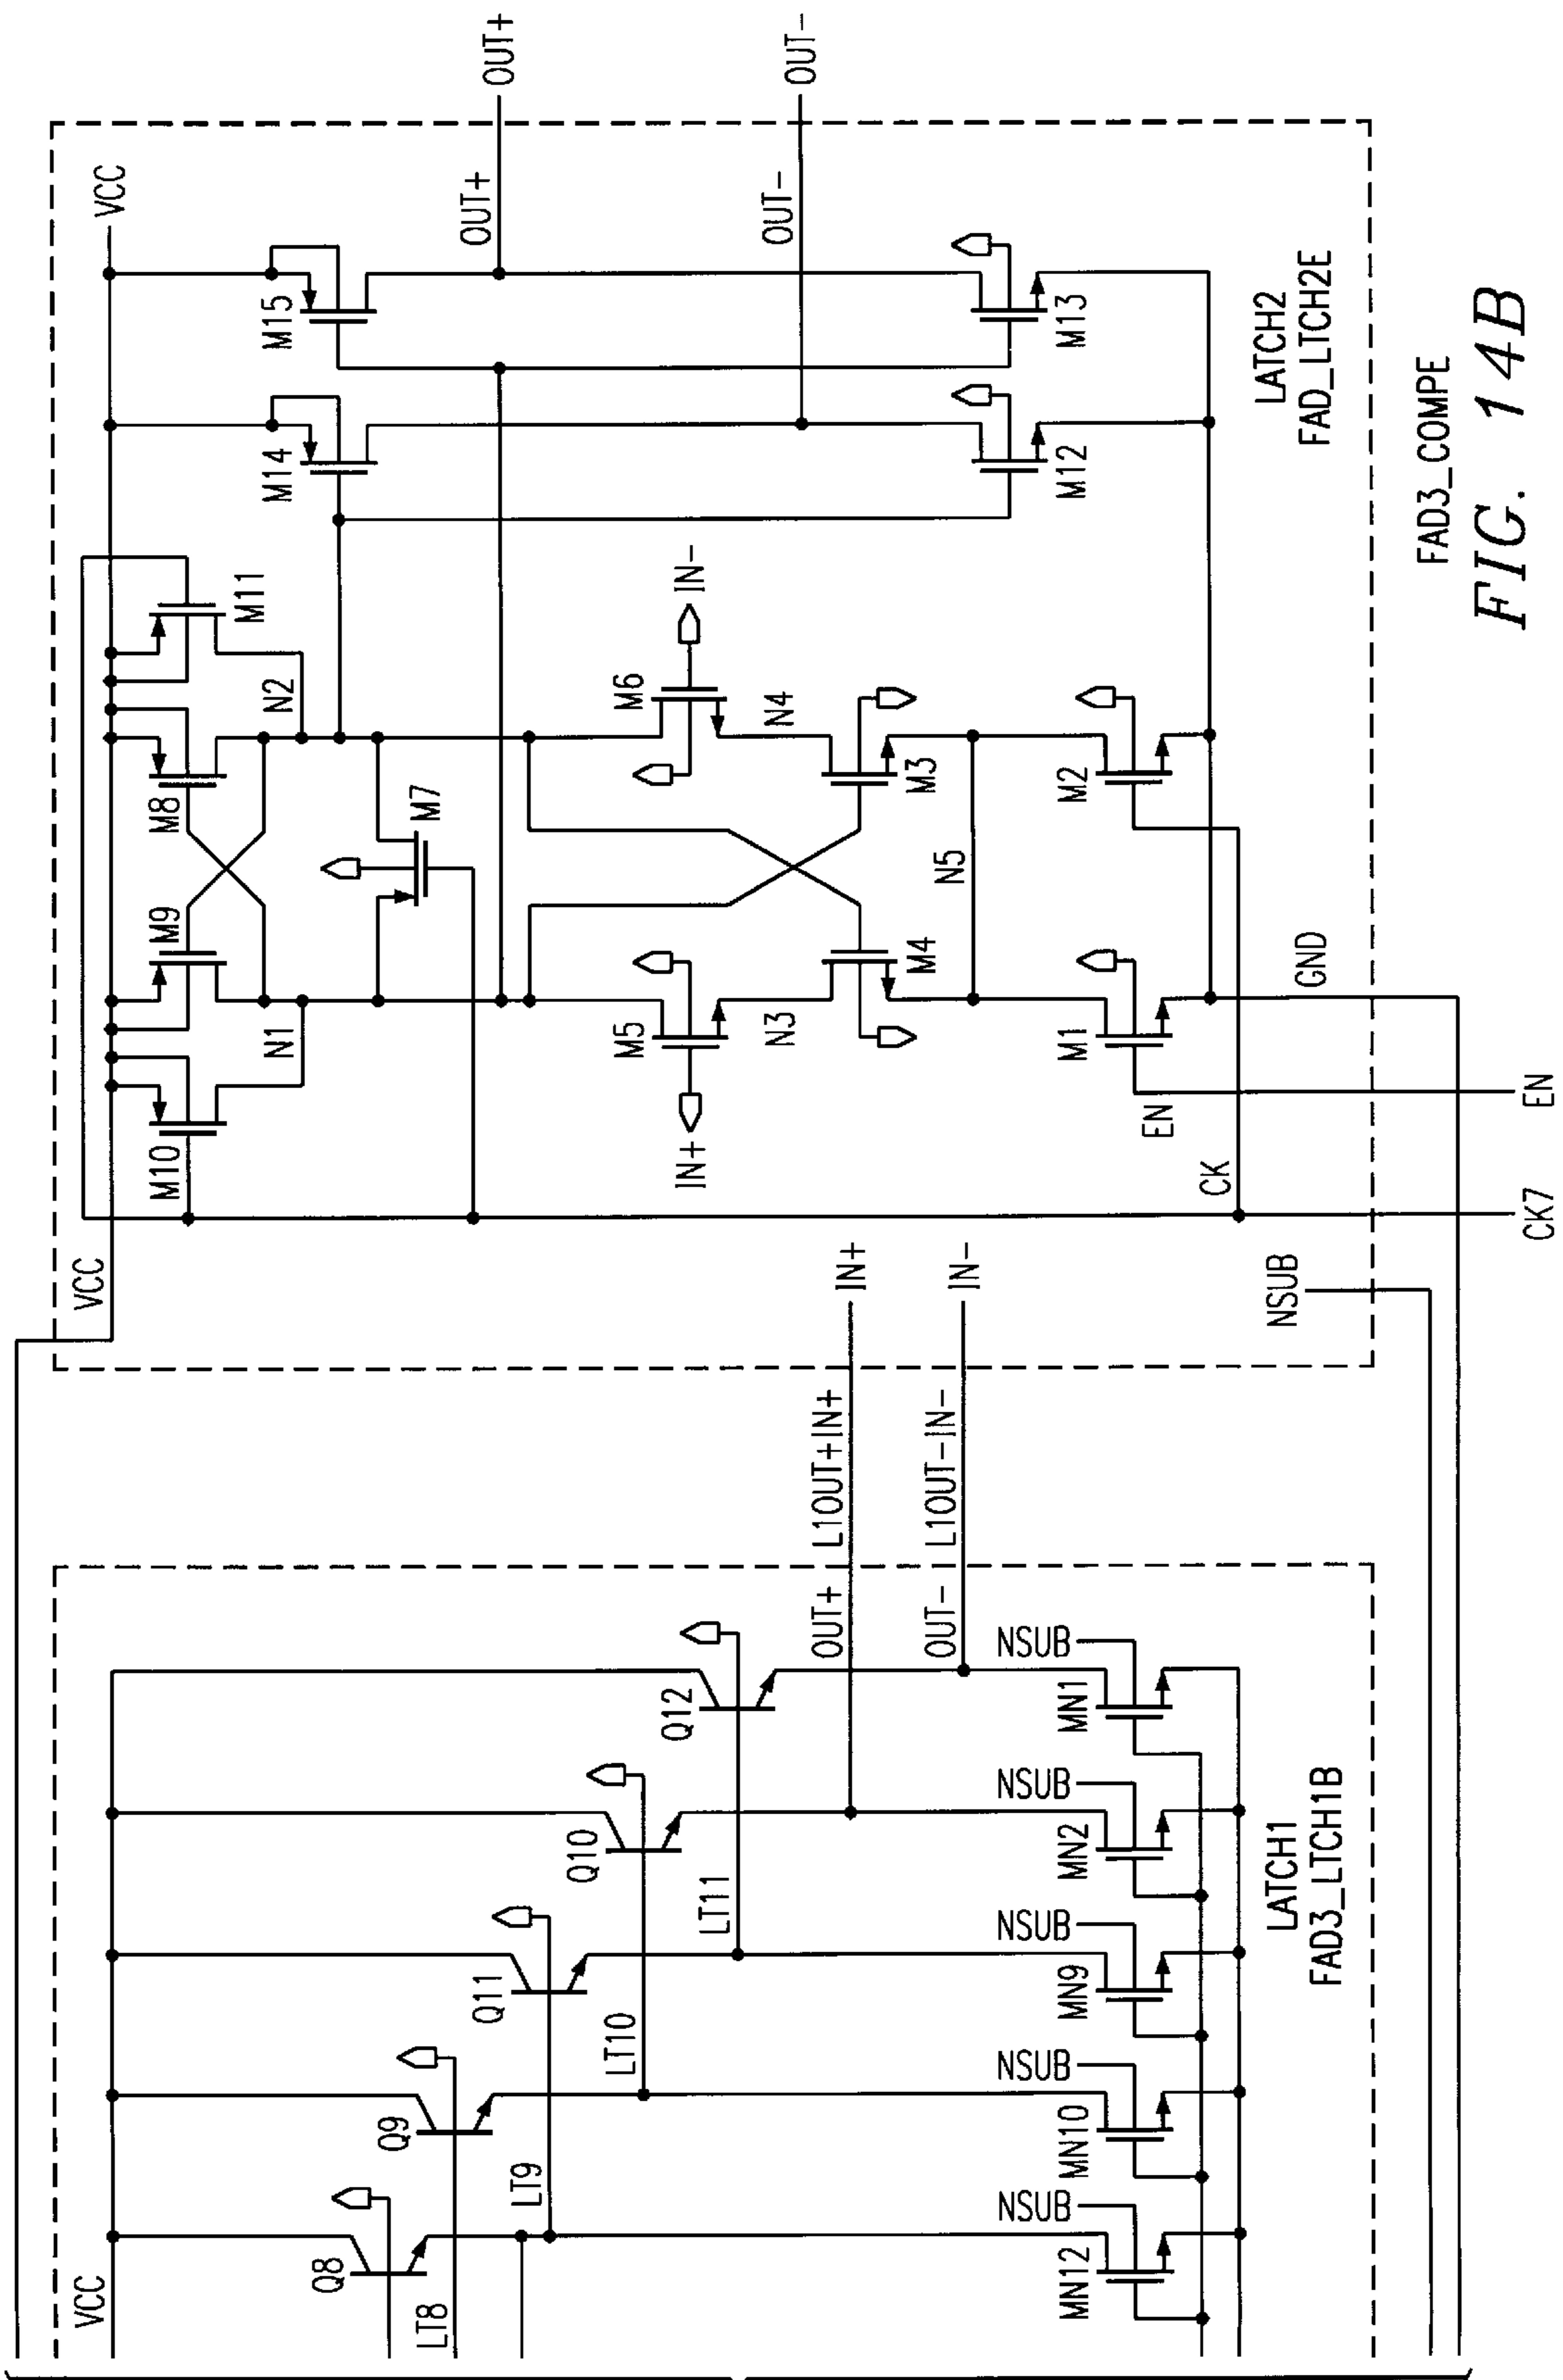 VCC
Q8
LT8
Q9
LT9
Q11
LT10
Q10
LT11
Q12
OUT+
OUT-
L1OUT+IN+
L1OUT-IN-
IN+
IN-
NSUB
NSUB
NSUB
NSUB
NSUB
MN12
MN10
MN9
MN2
MN1
LATCH1
FAD3_LTCH1B
VCC
VCC
M10
M9
M8
M11
N1
N2
M7
M14
M15
OUT+
OUT+
OUT-
OUT-
IN+
M5
M6
IN-
N3
N4
M4
M3
N5
M1
M2
M12
M13
EN
CK
GND
NSUB
LATCH2
FAD_LTCH2E
CK7
EN
FAD3_COMPE
FIG. 14B